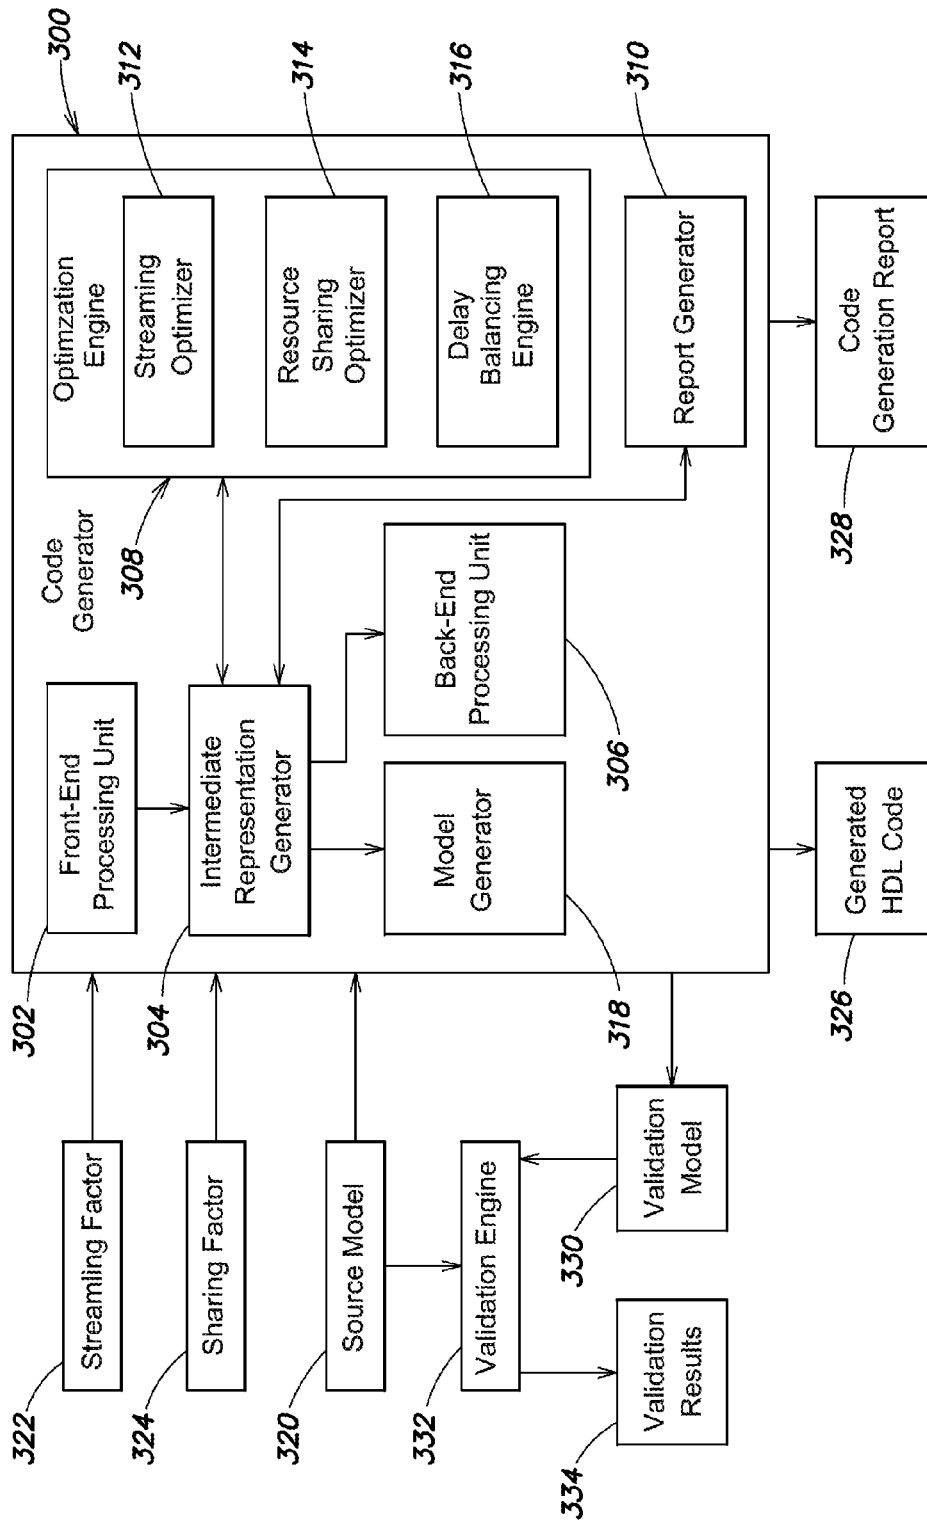 322
Streamling Factor
324
Sharing Factor
320
Source Model
332
Validation Engine
334
Validation
Results
330
Validation
Model
302
Front-End
Processing Unit
304
Intermediate
Representation
Generator
318
Model
Generator
306
Back-End
Processing Unit
Code
Generator
308
Optimzation
Engine
Streaming
Optimizer
Resource
Sharing
Optimizer
Delay
Balancing
Engine
Report Generator
300
312
314
316
310
326
Generated
HDL Code
328
Code
Generation Report